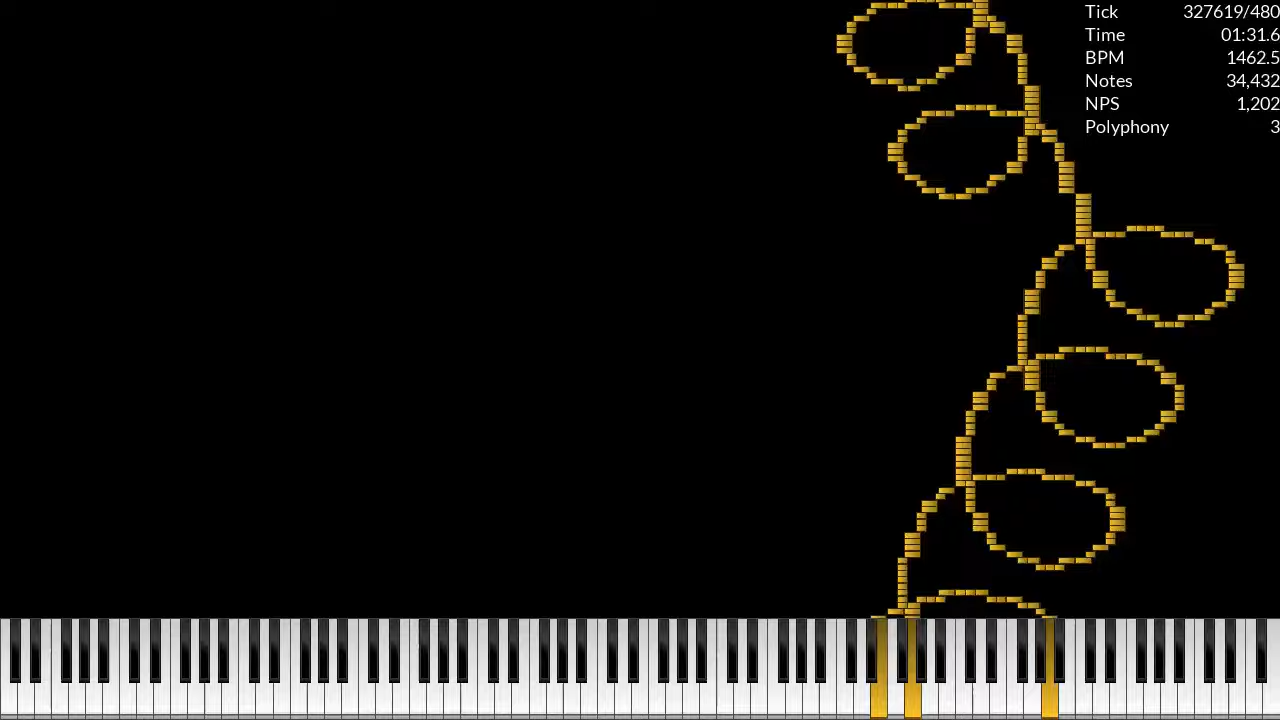 Tick 327619/480
Time 01:31.6
BPM 1462.5
Notes 34,432
NPS 1,202
Polyphony 3